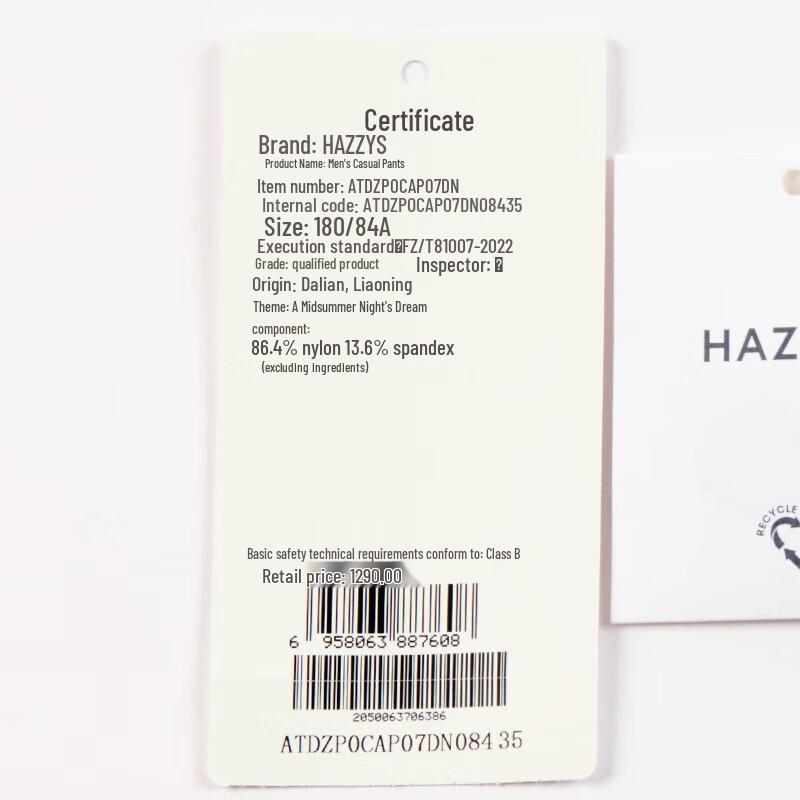 Certificate
Brand: HAZZYS
Product Name: Men's Casual Pants
Item number: ATDZP0CAP07DN
Internal code: ATDZP0CAP07DN08435
Size: 180/84A
Execution standard FZ/T81007-2022
Grade: qualified product
Inspector:
Origin: Dalian, Liaoning
Theme: A Midsummer Night's Dream
component:
86.4% nylon 13.6% spandex
(excluding ingredients)
Basic safety technical requirements conform to: Class B
Retail price: 1290.00
6 958063 887608
2050063706386
ATDZP0CAP07DN08435
HAZ
RECYCLE